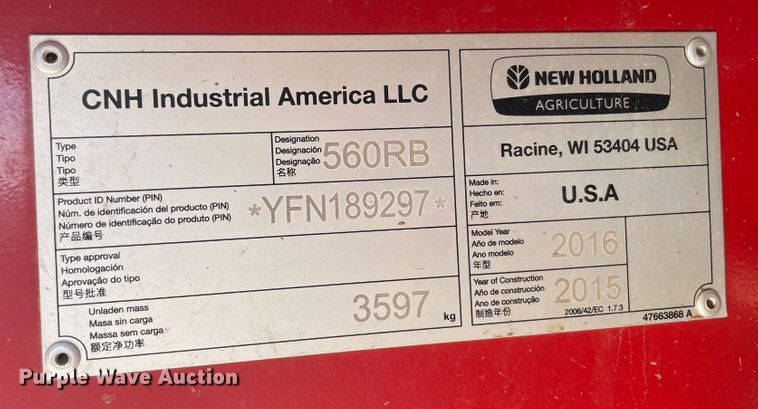 CNH Industrial America LLC
Type
Tipo
Tipo
类型
Designation
Designación
Designação
名称
560RB
Product ID Number (PIN)
Núm. de identificación del producto (PIN)
Número de identificação do produto (PIN)
产品编号
*YFN189297*
Type approval
Homologación
Aprovação do tipo
型号批准
Unladen mass
Masa sin carga
Massa sem carga
额定净功率
3597 kg
NEW HOLLAND
AGRICULTURE
Racine, WI 53404 USA
Made in:
Hecho en:
Feito em:
产地
U.S.A
Model Year
Año de modelo
Ano modelo
年型
2016
Year of Construction
Año de construcción
Ano de construção
制造年份
2015
2006/42/EC 1.7.3
47663868 A
Purple Wave Auction